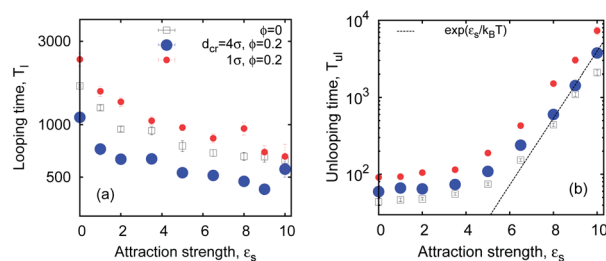 3000
1000
500
Looping time, T_l
ϕ=0
d_cr=4σ, ϕ=0.2
1σ, ϕ=0.2
(a)
0 2 4 6 8 10
Attraction strength, ε_s
10^4
10^3
10^2
Unlooping time, T_ul
exp(ε_s/k_BT)
(b)
0 2 4 6 8 10
Attraction strength, ε_s